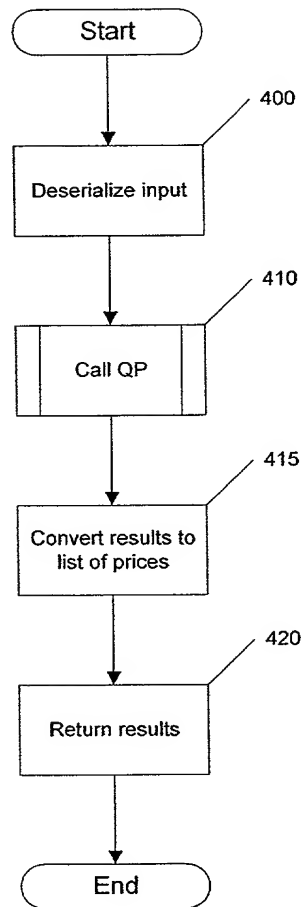 Start
400
Deserialize input
410
Call QP
415
Convert results to
list of prices
420
Return results
End